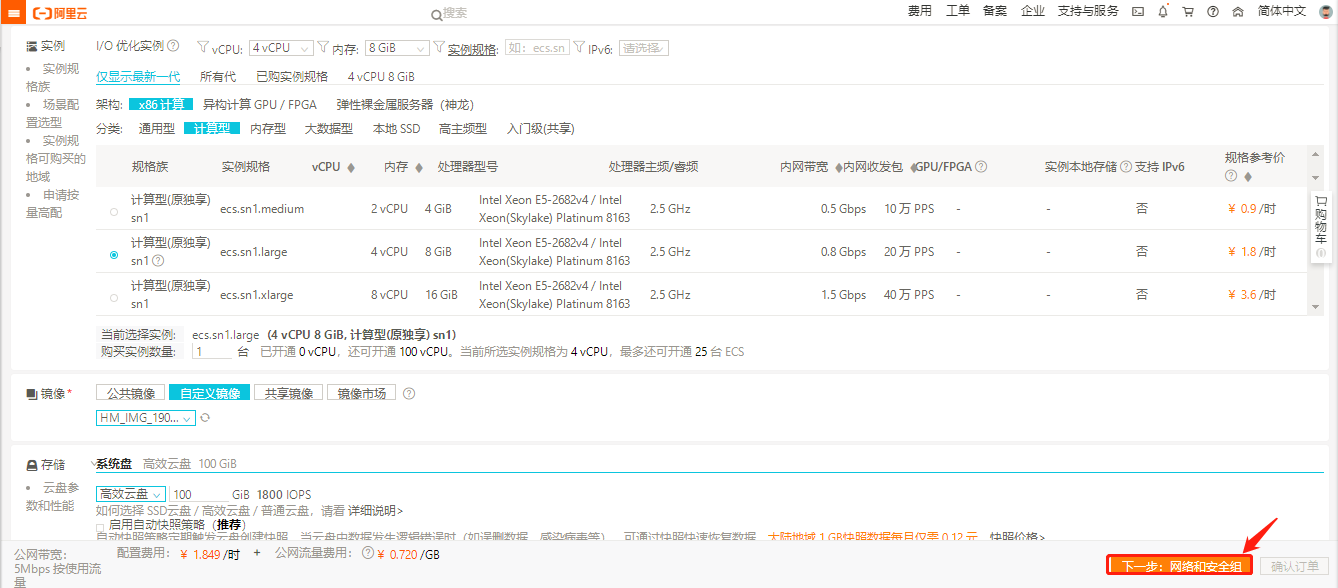 阿里云
搜索
费用 工单 备案 企业 支持与服务 简体中文
实例
• 实例规格族
• 场景配置选型
• 实例规格可购买的地域
• 申请按量高配
I/O 优化实例 vCPU: 4 vCPU 内存: 8 GiB 实例规格: 如：ecs.sn IPv6: 请选择
仅显示最新一代 所有代 已购实例规格 4 vCPU 8 GiB
架构: x86 计算 异构计算 GPU / FPGA 弹性裸金属服务器（神龙）
分类: 通用型 计算型 内存型 大数据型 本地 SSD 高主频型 入门级(共享)
规格族 实例规格 vCPU 内存 处理器型号 处理器主频/睿频 内网带宽 内网收发包 GPU/FPGA 实例本地存储 支持 IPv6 规格参考价
计算型(原独享) sn1 ecs.sn1.medium 2 vCPU 4 GiB Intel Xeon E5-2682v4 / Intel Xeon(Skylake) Platinum 8163 2.5 GHz 0.5 Gbps 10 万 PPS - - 否 ¥ 0.9 /时
计算型(原独享) sn1 ecs.sn1.large 4 vCPU 8 GiB Intel Xeon E5-2682v4 / Intel Xeon(Skylake) Platinum 8163 2.5 GHz 0.8 Gbps 20 万 PPS - - 否 ¥ 1.8 /时
计算型(原独享) sn1 ecs.sn1.xlarge 8 vCPU 16 GiB Intel Xeon E5-2682v4 / Intel Xeon(Skylake) Platinum 8163 2.5 GHz 1.5 Gbps 40 万 PPS - - 否 ¥ 3.6 /时
购物车
当前选择实例: ecs.sn1.large (4 vCPU 8 GiB, 计算型(原独享) sn1)
购买实例数量: 1 台 已开通 0 vCPU，还可开通 100 vCPU。当前所选实例规格为 4 vCPU，最多还可开通 25 台 ECS
镜像* 公共镜像 自定义镜像 共享镜像 镜像市场
HM_IMG_190...
存储 系统盘 高效云盘 100 GiB
• 云盘参数和性能
高效云盘 100 GiB 1800 IOPS
如何选择 SSD云盘 / 高效云盘 / 普通云盘，请看 详细说明>
启用自动快照策略（推荐）
自动快照策略定期触发云盘创建快照，当云盘中数据发生逻辑错误时（如误删数据、感染病毒等），可通过快照快速恢复数据，大陆地域 1 GB快照数据每月仅需 0.12 元，快照价格>
公网带宽: 5Mbps 按使用流量 配置费用： ¥ 1.849 /时 + 公网流量费用： ¥ 0.720 /GB
下一步：网络和安全组 确认订单